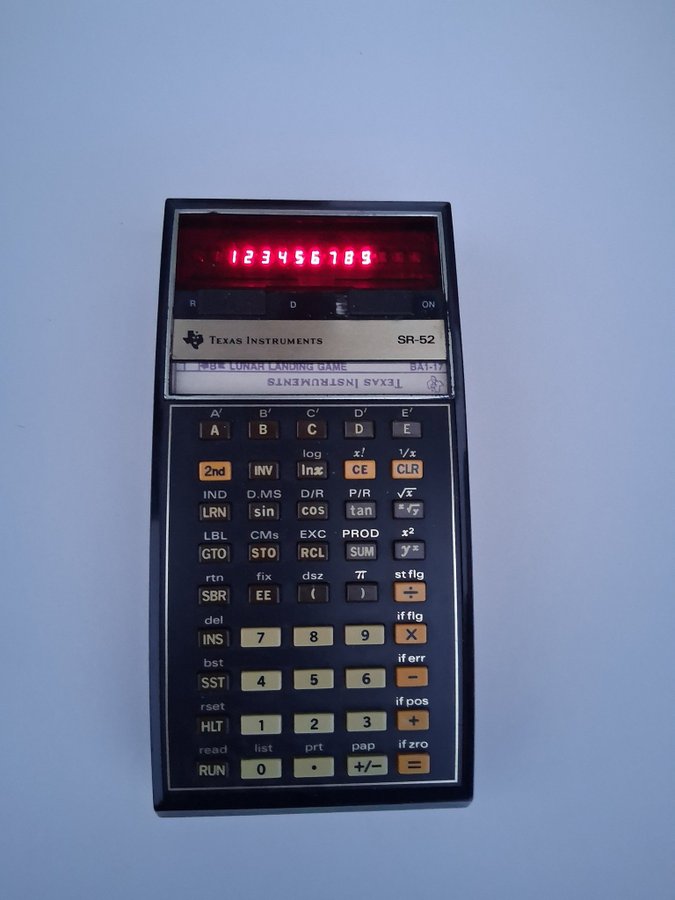 123456789
R D ON
TEXAS INSTRUMENTS SR-52
LUNAR LANDING GAME BA1-17
TEXAS INSTRUMENTS
A' B' C' D' E'
A B C D E
log x! 1/x
2nd INV lnx CE CLR
IND D.MS D/R P/R √x
LRN sin cos tan x√y
LBL CMs EXC PROD x²
GTO STO RCL SUM yx
rtn fix dsz π st flg
SBR EE ( ) ÷
del if flg
INS 7 8 9 ×
bst if err
SST 4 5 6 −
rset if pos
HLT 1 2 3 +
read list prt pap if zro
RUN 0 . +/− =